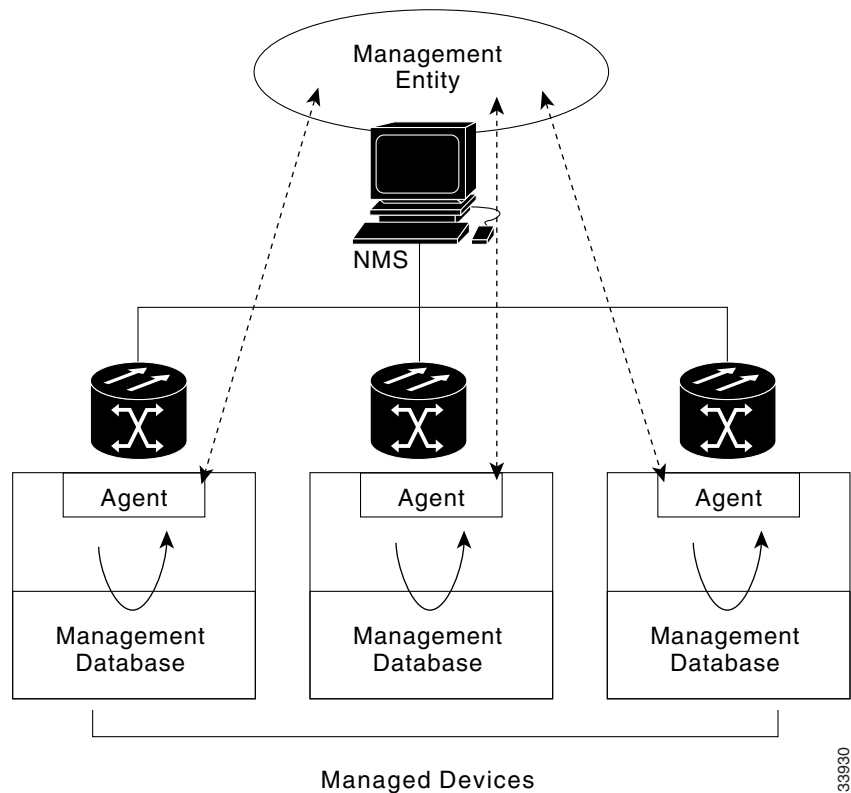 Management
Entity
NMS
Agent
Agent
Agent
Management
Database
Management
Database
Management
Database
Managed Devices
33930